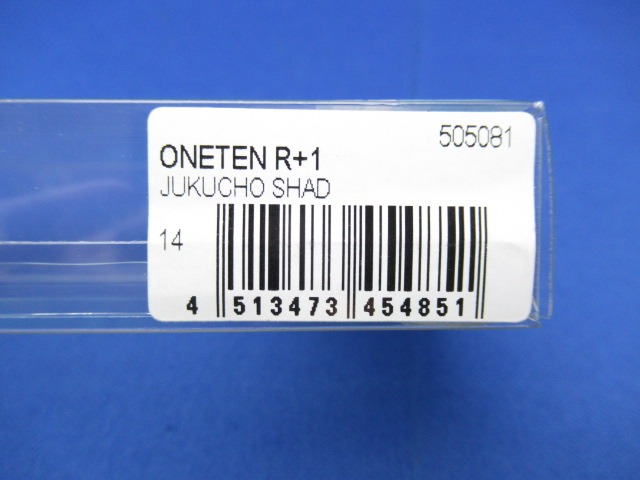 505081
ONETEN R+1
JUKUCHO SHAD
14
4 513473 454851